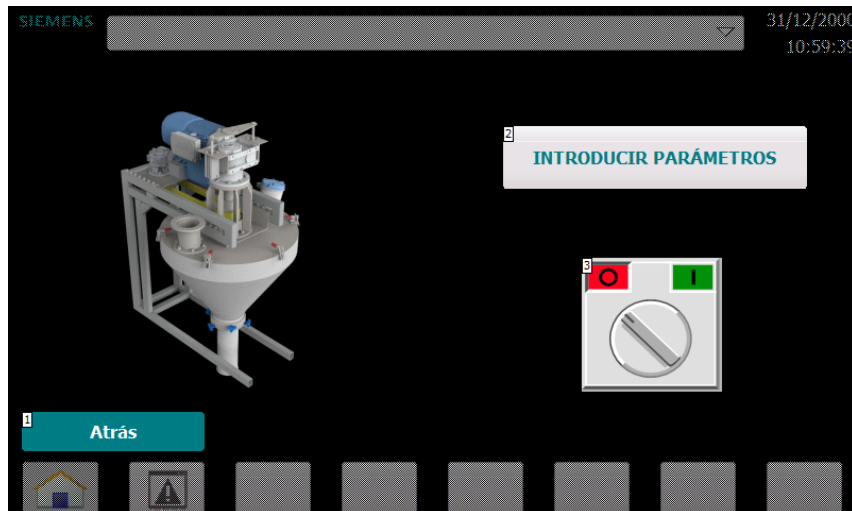 SIEMENS
31/12/2000
10:59:39
2
INTRODUCIR PARÁMETROS
3
O I
1
Atrás